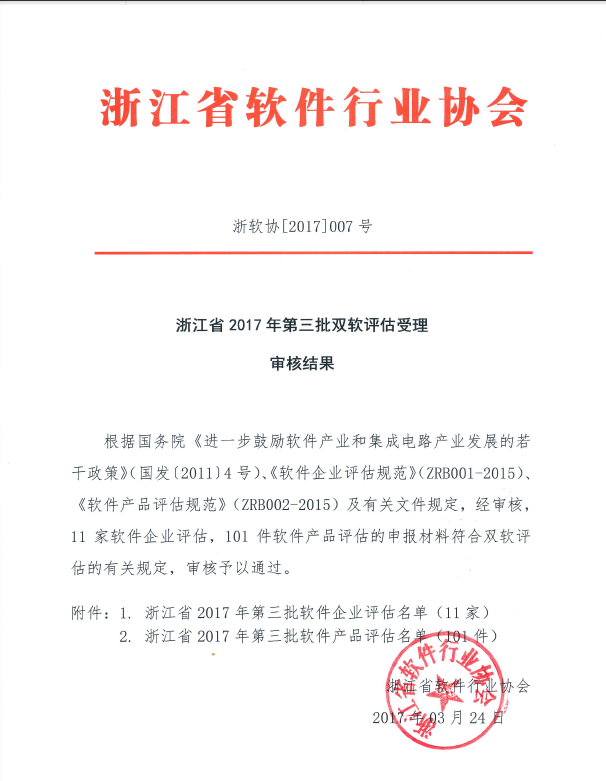 浙江省软件行业协会
浙软协[2017]007 号
浙江省 2017 年第三批双软评估受理
审核结果
根据国务院《进一步鼓励软件产业和集成电路产业发展的若
干政策》（国发〔2011〕4 号）、《软件企业评估规范》（ZRB001-2015）、
《软件产品评估规范》（ZRB002-2015）及有关文件规定，经审核，
11 家软件企业评估，101 件软件产品评估的申报材料符合双软评
估的有关规定，审核予以通过。
附件：1. 浙江省 2017 年第三批软件企业评估名单（11 家）
2. 浙江省 2017 年第三批软件产品评估名单（101 件）
浙江省软件行业协会
2017 年 03 月 24 日
浙江省软件行业协会